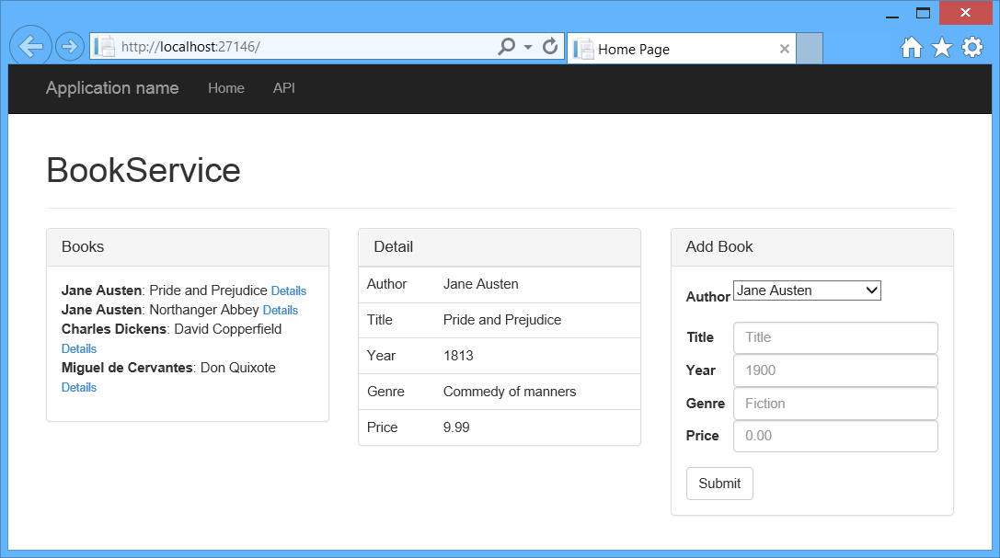 http://localhost:27146/
Home Page
Application name Home API
BookService
Books
Jane Austen: Pride and Prejudice Details
Jane Austen: Northanger Abbey Details
Charles Dickens: David Copperfield
Details
Miguel de Cervantes: Don Quixote
Details
Detail
Author Jane Austen
Title Pride and Prejudice
Year 1813
Genre Commedy of manners
Price 9.99
Add Book
Author Jane Austen
Title Title
Year 1900
Genre Fiction
Price 0.00
Submit